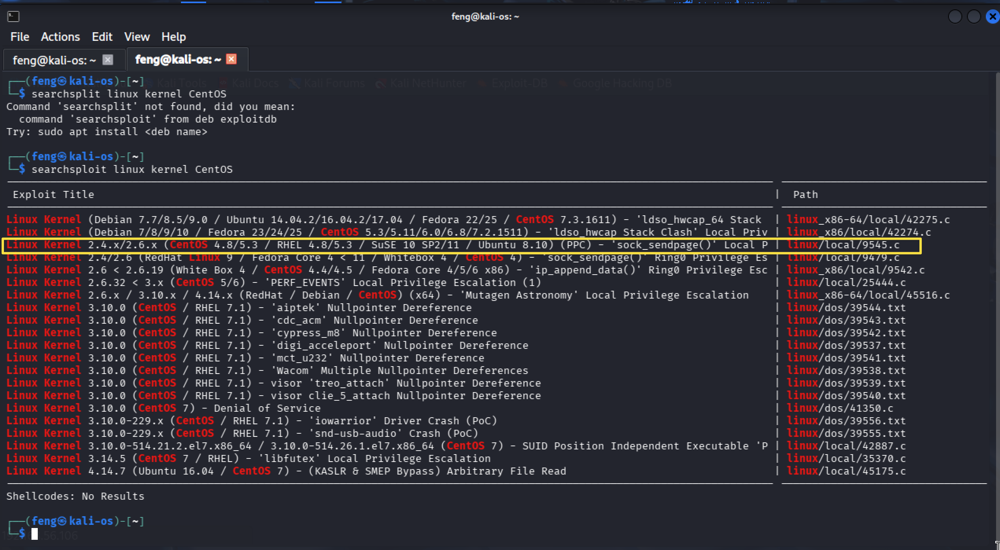 feng@kali-os: ~
File Actions Edit View Help
feng@kali-os: ~ feng@kali-os: ~
Kali Tools Kali Docs Kali Forums Kali NetHunter Exploit-DB Google Hacking DB
┌──(feng㉿kali-os)-[~]
└─$ searchsplit linux kernel CentOS
Command 'searchsplit' not found, did you mean:
  command 'searchsploit' from deb exploitdb
Try: sudo apt install <deb name>
┌──(feng㉿kali-os)-[~]
└─$ searchsploit linux kernel CentOS
Exploit Title | Path
Linux Kernel (Debian 7.7/8.5/9.0 / Ubuntu 14.04.2/16.04.2/17.04 / Fedora 22/25 / CentOS 7.3.1611) - 'ldso_hwcap_64 Stack | linux_x86-64/local/42275.c
Linux Kernel (Debian 7/8/9/10 / Fedora 23/24/25 / CentOS 5.3/5.11/6.0/6.8/7.2.1511) - 'ldso_hwcap Stack Clash' Local Priv | linux_x86/local/42274.c
Linux Kernel 2.4.x/2.6.x (CentOS 4.8/5.3 / RHEL 4.8/5.3 / SuSE 10 SP2/11 / Ubuntu 8.10) (PPC) - 'sock_sendpage()' Local P | linux/local/9545.c
Linux Kernel 2.4/2.6 (RedHat Linux 9 / Fedora Core 4 < 11 / Whitebox 4 / CentOS 4) - 'sock_sendpage()' Ring0 Privilege Es | linux/local/9479.c
Linux Kernel 2.6 < 2.6.19 (White Box 4 / CentOS 4.4/4.5 / Fedora Core 4/5/6 x86) - 'ip_append_data()' Ring0 Privilege Esc | linux_x86/local/9542.c
Linux Kernel 2.6.32 < 3.x (CentOS 5/6) - 'PERF_EVENTS' Local Privilege Escalation (1) | linux/local/25444.c
Linux Kernel 2.6.x / 3.10.x / 4.14.x (RedHat / Debian / CentOS) (x64) - 'Mutagen Astronomy' Local Privilege Escalation | linux_x86-64/local/45516.c
Linux Kernel 3.10.0 (CentOS / RHEL 7.1) - 'aiptek' Nullpointer Dereference | linux/dos/39544.txt
Linux Kernel 3.10.0 (CentOS / RHEL 7.1) - 'cdc_acm' Nullpointer Dereference | linux/dos/39543.txt
Linux Kernel 3.10.0 (CentOS / RHEL 7.1) - 'cypress_m8' Nullpointer Dereference | linux/dos/39542.txt
Linux Kernel 3.10.0 (CentOS / RHEL 7.1) - 'digi_acceleport' Nullpointer Dereference | linux/dos/39537.txt
Linux Kernel 3.10.0 (CentOS / RHEL 7.1) - 'mct_u232' Nullpointer Dereference | linux/dos/39541.txt
Linux Kernel 3.10.0 (CentOS / RHEL 7.1) - 'Wacom' Multiple Nullpointer Dereferences | linux/dos/39538.txt
Linux Kernel 3.10.0 (CentOS / RHEL 7.1) - visor 'treo_attach' Nullpointer Dereference | linux/dos/39539.txt
Linux Kernel 3.10.0 (CentOS / RHEL 7.1) - visor clie_5_attach Nullpointer Dereference | linux/dos/39540.txt
Linux Kernel 3.10.0 (CentOS 7) - Denial of Service | linux/dos/41350.c
Linux Kernel 3.10.0-229.x (CentOS / RHEL 7.1) - 'iowarrior' Driver Crash (PoC) | linux/dos/39556.txt
Linux Kernel 3.10.0-229.x (CentOS / RHEL 7.1) - 'snd-usb-audio' Crash (PoC) | linux/dos/39555.txt
Linux Kernel 3.10.0-514.21.2.el7.x86_64 / 3.10.0-514.26.1.el7.x86_64 (CentOS 7) - SUID Position Independent Executable 'P | linux/local/42887.c
Linux Kernel 3.14.5 (CentOS 7 / RHEL) - 'libfutex' Local Privilege Escalation | linux/local/35370.c
Linux Kernel 4.14.7 (Ubuntu 16.04 / CentOS 7) - (KASLR & SMEP Bypass) Arbitrary File Read | linux/local/45175.c
Shellcodes: No Results
┌──(feng㉿kali-os)-[~]
└─$